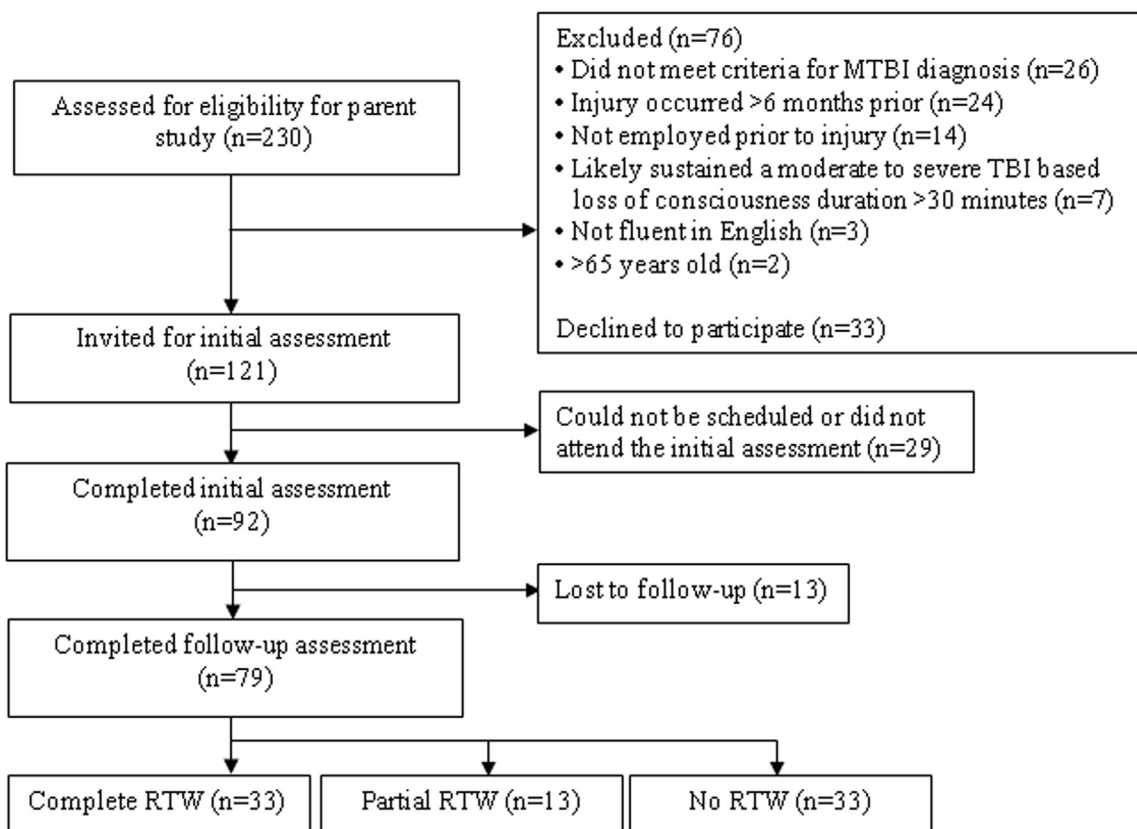 Assessed for eligibility for parent
study (n=230)
Excluded (n=76)
• Did not meet criteria for MTBI diagnosis (n=26)
• Injury occurred >6 months prior (n=24)
• Not employed prior to injury (n=14)
• Likely sustained a moderate to severe TBI based
loss of consciousness duration >30 minutes (n=7)
• Not fluent in English (n=3)
• >65 years old (n=2)
Declined to participate (n=33)
Invited for initial assessment
(n=121)
Could not be scheduled or did not
attend the initial assessment (n=29)
Completed initial assessment
(n=92)
Lost to follow-up (n=13)
Completed follow-up assessment
(n=79)
Complete RTW (n=33)
Partial RTW (n=13)
No RTW (n=33)